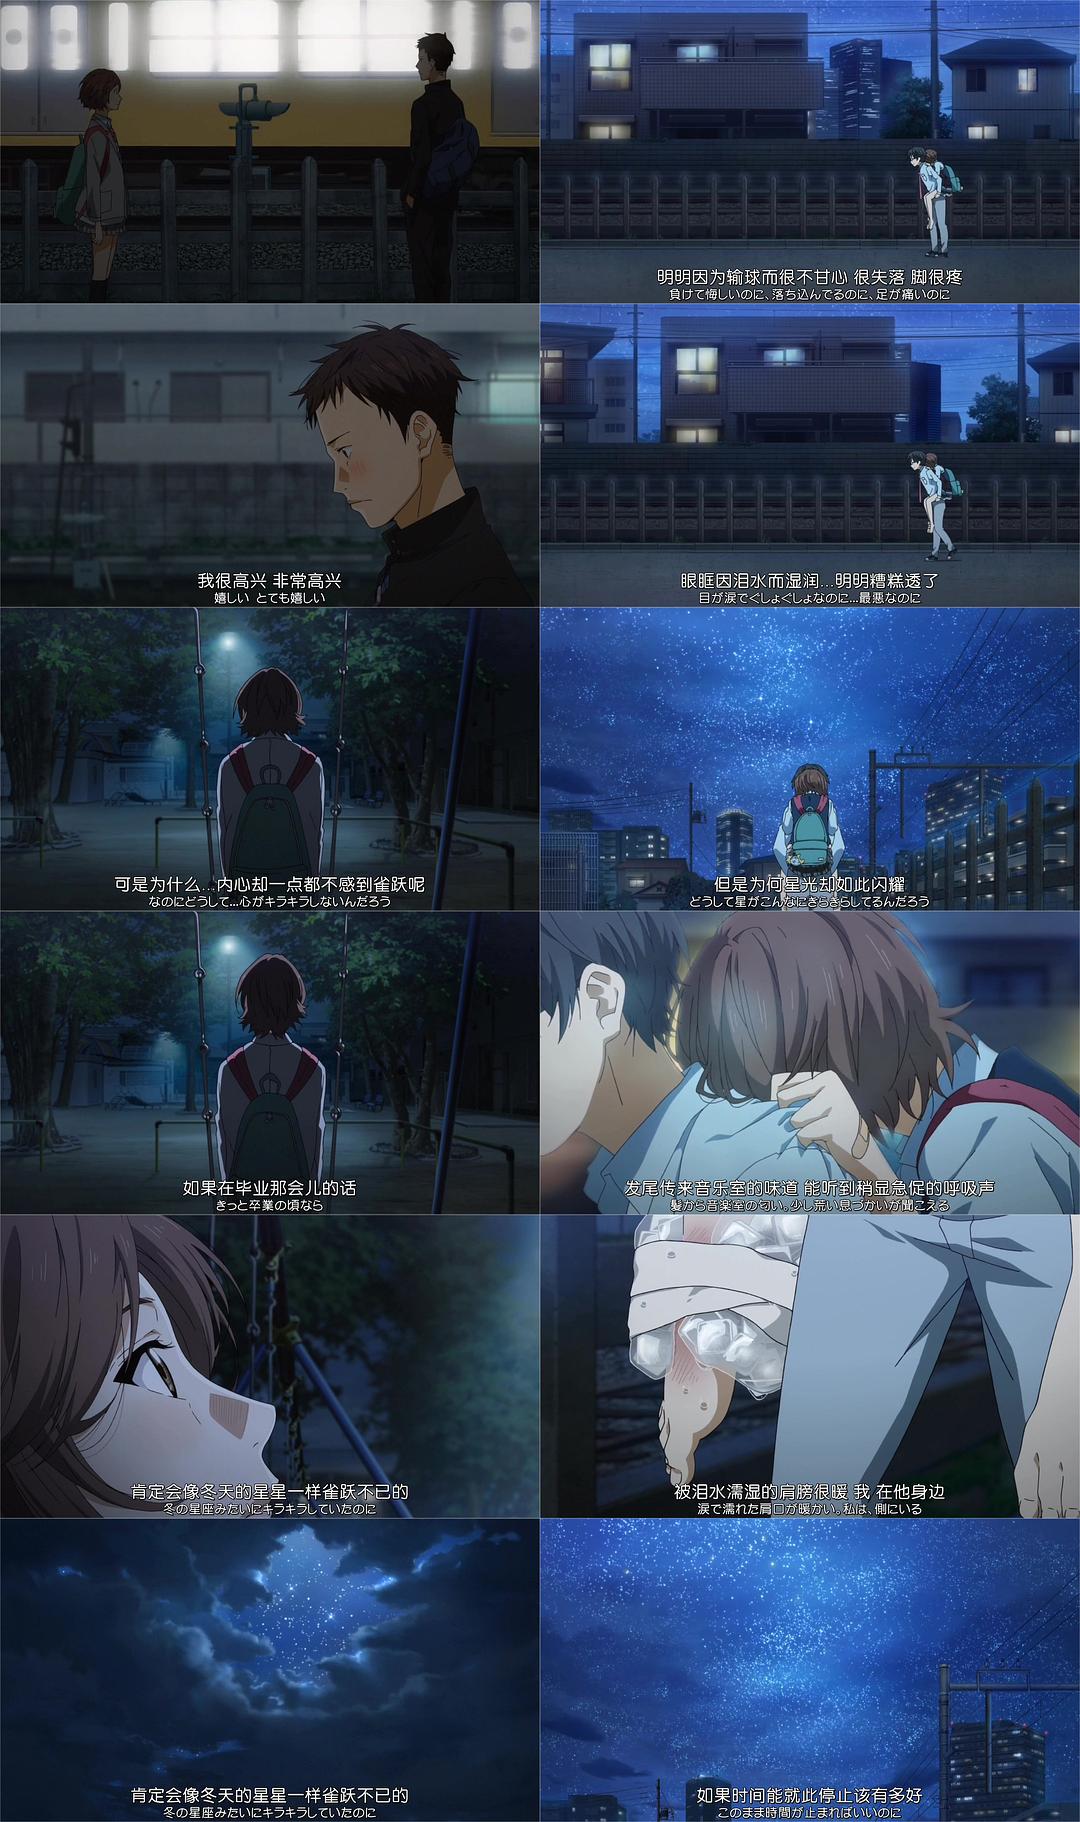 明明因为输球而很不甘心 很失落 脚很疼
負けて悔しいのに、落ち込んでるのに、足が痛いのに
我很高兴 非常高兴
嬉しい とても嬉しい
眼眶因泪水而湿润…明明糟糕透了
目が涙でぐしょぐしょなのに…最悪なのに
可是为什么…内心却一点都不感到雀跃呢
なのにどうして…心がキラキラしないんだろう
但是为何星光却如此闪耀
どうして星がこんなにきらきらしてるんだろう
如果在毕业那会儿的话
きっと卒業の頃なら
发尾传来音乐室的味道 能听到稍显急促的呼吸声
髪から音楽室の匂い。少し荒い息づかいが聞こえる
肯定会像冬天的星星一样雀跃不已的
冬の星座みたいにキラキラしていたのに
被泪水濡湿的肩膀很暖 我 在他身边
涙で濡れた肩口が暖かい。私は、側にいる
肯定会像冬天的星星一样雀跃不已的
冬の星座みたいにキラキラしていたのに
如果时间能就此停止该有多好
このまま時間が止まればいいのに